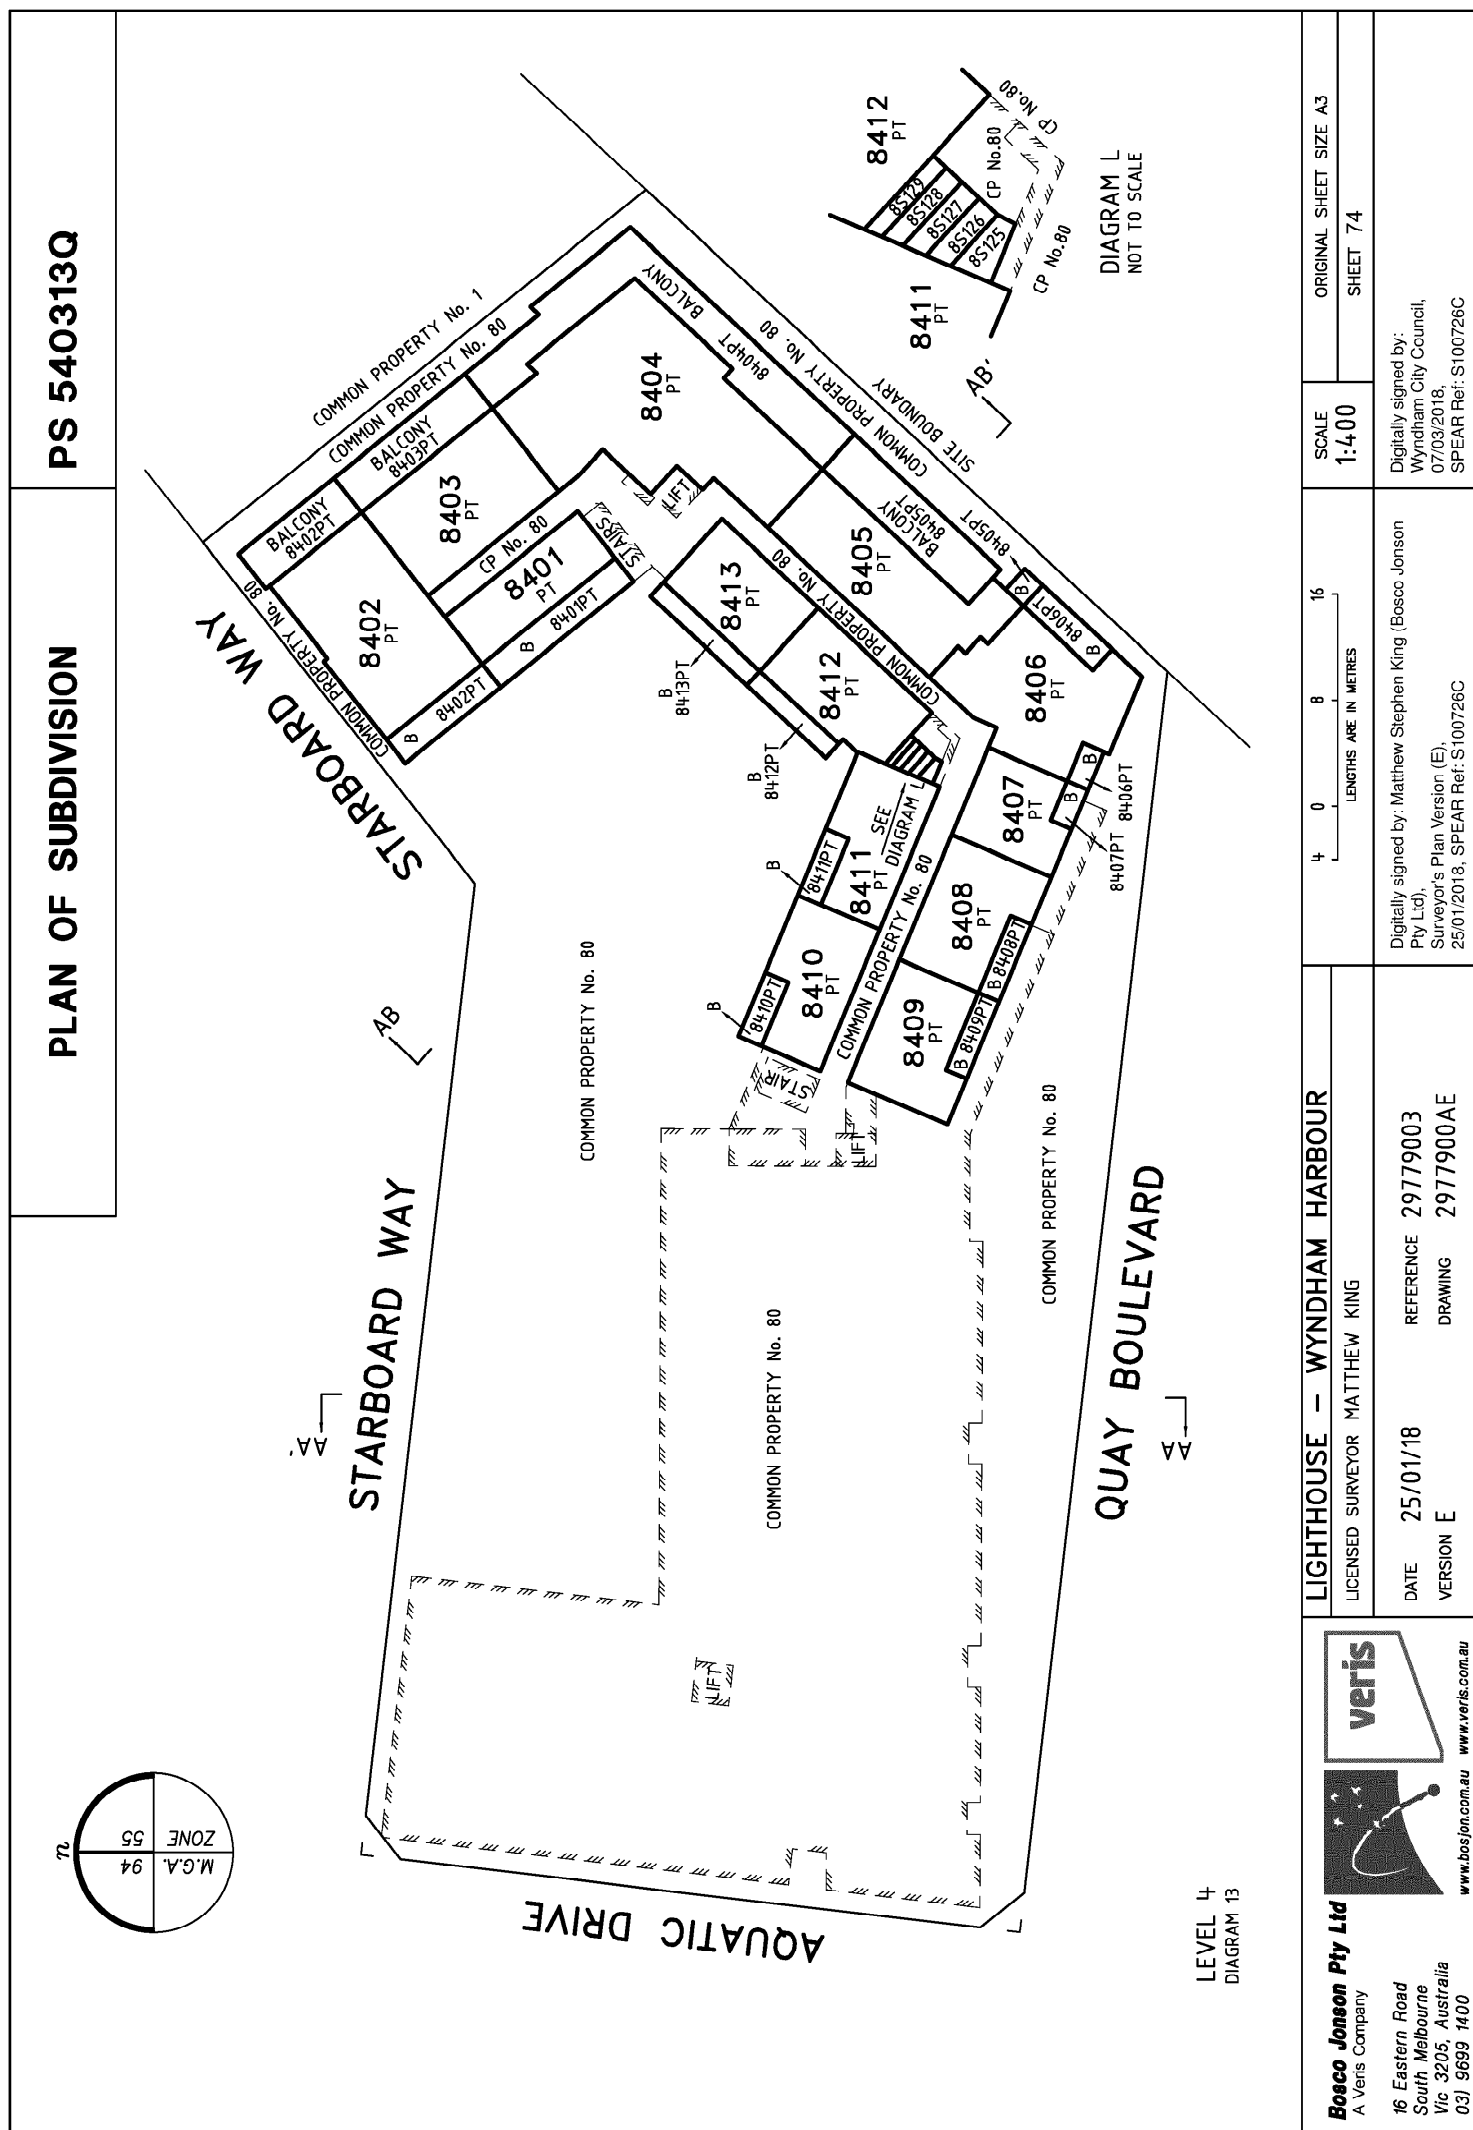 PLAN OF SUBDIVISION
PS 540313Q
n
M.G.A.
94
ZONE
55
STARBOARD WAY
STARBOARD WAY
AQUATIC DRIVE
QUAY BOULEVARD
AA'
AA
AB
AB'
COMMON PROPERTY No. 1
COMMON PROPERTY No. 80
COMMON PROPERTY No. 80
COMMON PROPERTY No. 80
COMMON PROPERTY No. 80
COMMON PROPERTY No. 80
COMMON PROPERTY No. 80
COMMON PROPERTY No. 80
COMMON PROPERTY No. 80
COMMON PROPERTY No. 80
SITE BOUNDARY
BALCONY
8402PT
BALCONY
8403PT
BALCONY
8404PT
BALCONY
8405PT
8405PT
8401
PT
B
8401PT
8402
PT
B
8402PT
8403
PT
CP No. 80
8404
PT
8405
PT
B
8406
PT
8406PT
B
B
8406PT
8407
PT
B
8407PT
8408
PT
B 8408PT
8409
PT
B 8409PT
8410
PT
8410PT
B
8411
PT
8411PT
B
8412
PT
B
8412PT
8413
PT
B
8413PT
SEE
DIAGRAM L
STAIRS
LIFT
STAIR
LIFT
LIFT
8411
PT
8412
PT
8S129
8S128
8S127
8S126
8S125
CP No.80
CP No.80
CP No.80
DIAGRAM L
NOT TO SCALE
LEVEL 4
DIAGRAM 13
Bosco Jonson Pty Ltd
A Veris Company
16 Eastern Road
South Melbourne
Vic 3205, Australia
03) 9699 1400
veris
www.bosjon.com.au www.veris.com.au
LIGHTHOUSE – WYNDHAM HARBOUR
LICENSED SURVEYOR MATTHEW KING
DATE 25/01/18 REFERENCE 29779003
VERSION E DRAWING 2977900AE
4 0 8 16
LENGTHS ARE IN METRES
SCALE
1:400
ORIGINAL SHEET SIZE A3
SHEET 74
Digitally signed by: Matthew Stephen King (Bosco Jonson
Pty Ltd),
Surveyor's Plan Version (E),
25/01/2018, SPEAR Ref: S100726C
Digitally signed by:
Wyndham City Council,
07/03/2018,
SPEAR Ref: S100726C